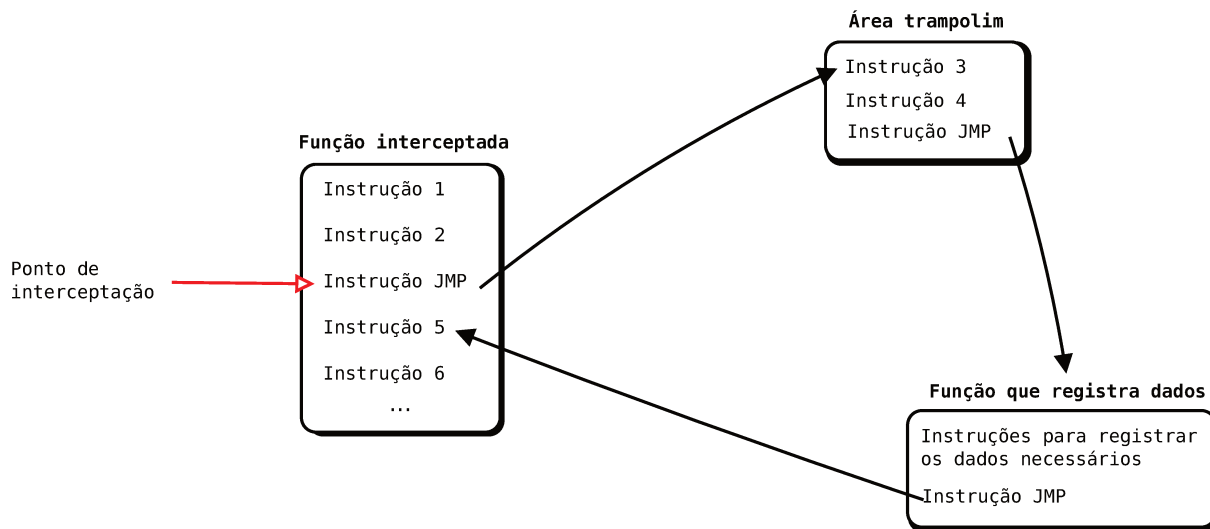 Área trampolim
Instrução 3
Instrução 4
Instrução JMP
Função interceptada
Instrução 1
Instrução 2
Instrução JMP
Instrução 5
Instrução 6
...
Ponto de
interceptação
Função que registra dados
Instruções para registrar
os dados necessários
Instrução JMP